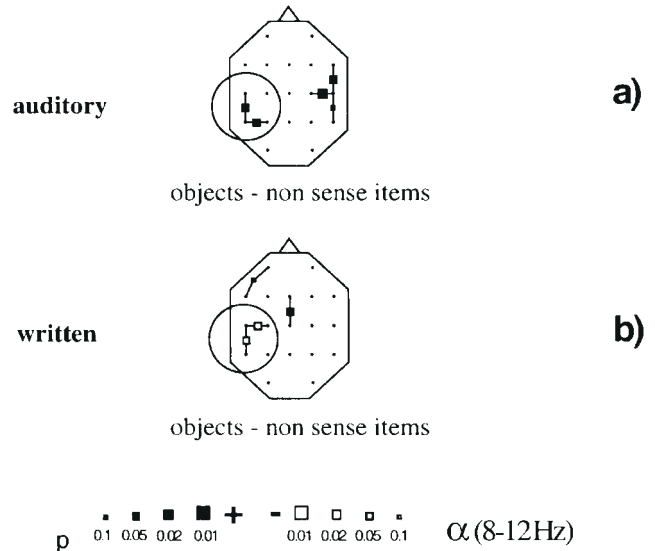 auditory
a)
objects - non sense items
written
b)
objects - non sense items
+ -
p 0.1 0.05 0.02 0.01 0.01 0.02 0.05 0.1 α (8-12Hz)